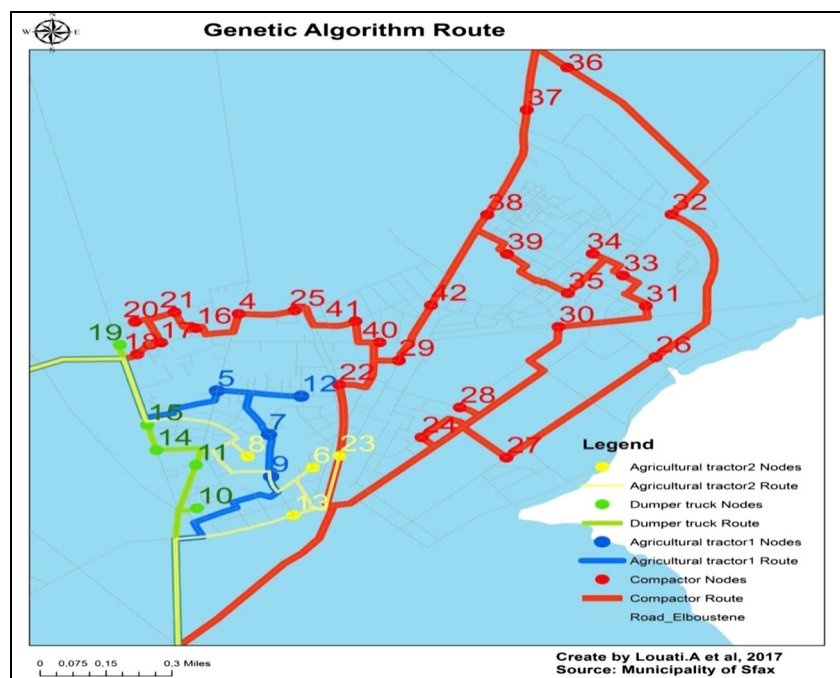 N
W
E
S
Genetic Algorithm Route
36
37
38
32
39
34
33
35
31
42
30
20
21
16
4
25
41
40
19
17
18
29
26
5
12
22
28
15
7
24
14
8
6
23
27
11
9
10
13
Legend
Agricultural tractor2 Nodes
Agricultural tractor2 Route
Dumper truck Nodes
Dumper truck Route
Agricultural tractor1 Nodes
Agricultural tractor1 Route
Compactor Nodes
Compactor Route
Road_Elboustene
Create by Louati.A et al, 2017
Source: Municipality of Sfax
0 0,075 0,15 0,3 Miles